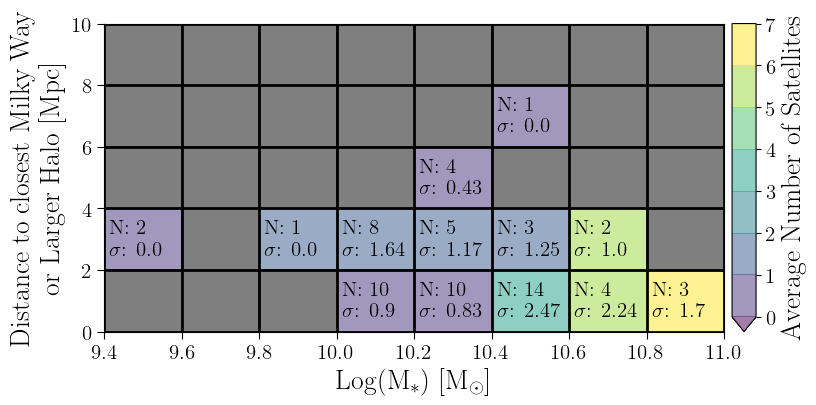 Distance to closest Milky Way
or Larger Halo [Mpc]
10
8
6
4
2
0
N: 1
σ: 0.0
N: 4
σ: 0.43
N: 2
σ: 0.0
N: 1
σ: 0.0
N: 8
σ: 1.64
N: 5
σ: 1.17
N: 3
σ: 1.25
N: 2
σ: 1.0
N: 10
σ: 0.9
N: 10
σ: 0.83
N: 14
σ: 2.47
N: 4
σ: 2.24
N: 3
σ: 1.7
9.4 9.6 9.8 10.0 10.2 10.4 10.6 10.8 11.0
Log(M∗) [M⊙]
7
6
5
4
3
2
1
0
Average Number of Satellites